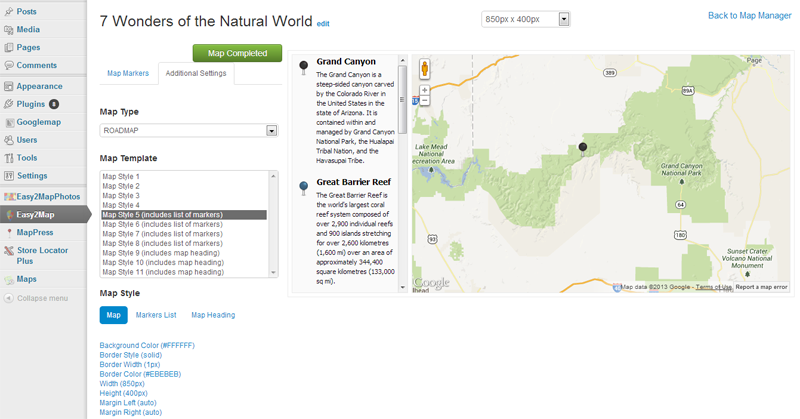 Posts
Media
Pages
Comments
Appearance
Plugins 8
Googlemap
Users
Tools
Settings
Easy2MapPhotos
Easy2Map
MapPress
Store Locator
Plus
Maps
Collapse menu
7 Wonders of the Natural World edit
850px x 400px
Back to Map Manager
Map Completed
Map Markers
Additional Settings
Map Type
ROADMAP
Map Template
Map Style 1
Map Style 2
Map Style 3
Map Style 4
Map Style 5 (includes list of markers)
Map Style 6 (includes list of markers)
Map Style 7 (includes list of markers)
Map Style 8 (includes list of markers)
Map Style 9 (includes map heading)
Map Style 10 (includes map heading)
Map Style 11 (includes map heading)
Map Style
Map
Markers List
Map Heading
Background Color (#FFFFFF)
Border Style (solid)
Border Width (1px)
Border Color (#EBEBEB)
Width (850px)
Height (400px)
Margin Left (auto)
Margin Right (auto)
Grand Canyon
The Grand Canyon is a
steep-sided canyon carved
by the Colorado River in
the United States in the
state of Arizona. It is
contained within and
managed by Grand Canyon
National Park, the Hualapai
Tribal Nation, and the
Havasupai Tribe.
Great Barrier Reef
The Great Barrier Reef is
the world's largest coral
reef system composed of
over 2,900 individual reefs
and 900 islands stretching
for over 2,600 kilometres
(1,600 mi) over an area of
approximately 344,400
square kilometres (133,000
sq mi).
Page
389
89A
15
Lake Mead
National
ecreation Area
Grand Canyon
National Park
64
180
93
Sunset Crater
Volcano National
Monument
lhead
Google
Map data ©2013 Google - Terms of Use
Report a map error